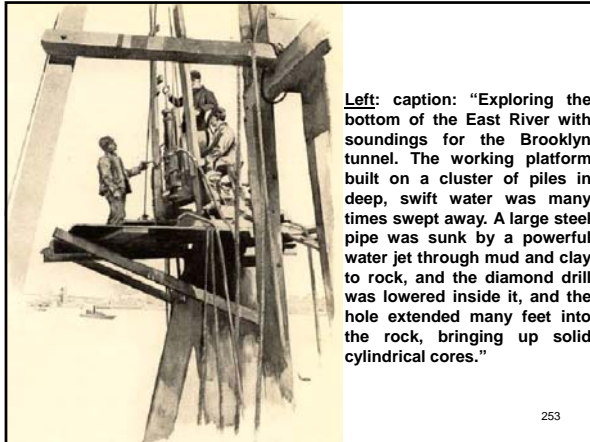 Left: caption: “Exploring the
bottom of the East River with
soundings for the Brooklyn
tunnel. The working platform
built on a cluster of piles in
deep, swift water was many
times swept away. A large steel
pipe was sunk by a powerful
water jet through mud and clay
to rock, and the diamond drill
was lowered inside it, and the
hole extended many feet into
the rock, bringing up solid
cylindrical cores.”
253